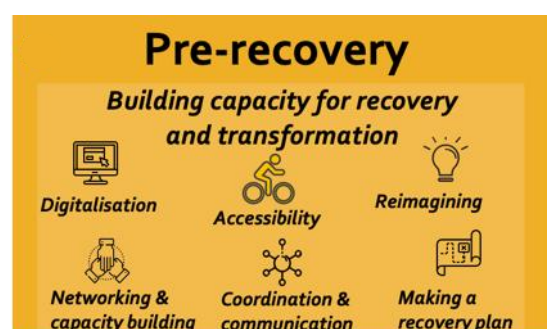 Pre-recovery
Building capacity for recovery
and transformation
Digitalisation
Accessibility
Reimagining
Networking &
capacity building
Coordination &
communication
Making a
recovery plan